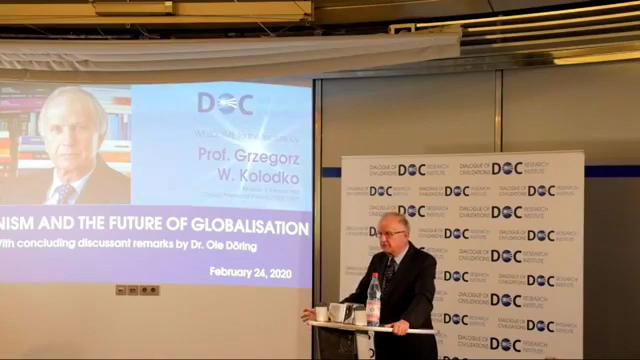 DOC
Prof. Grzegorz
W. Kolodko
NISM AND THE FUTURE OF GLOBALISATION
With concluding discussant remarks by Dr. Ole Döring
February 24, 2020
DIALOGUE OF CIVILIZATIONS DOC RESEARCH INSTITUTE